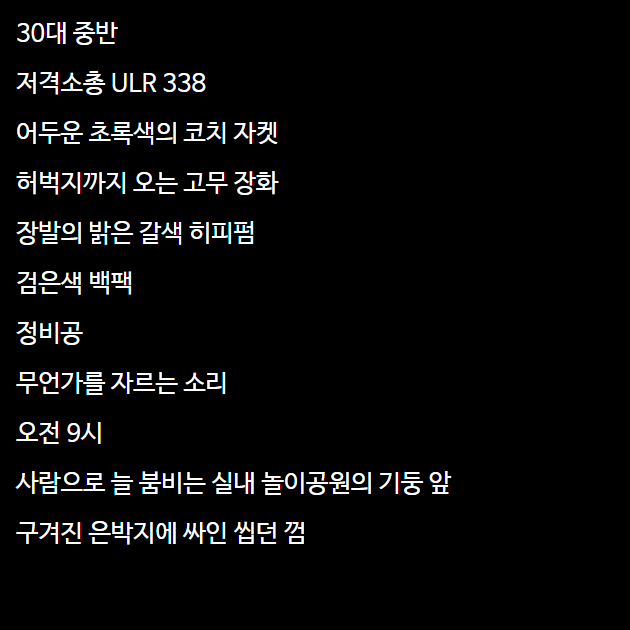 30대 중반
저격소총 ULR 338
어두운 초록색의 코치 자켓
허벅지까지 오는 고무 장화
장발의 밝은 갈색 히피펌
검은색 백팩
정비공
무언가를 자르는 소리
오전 9시
사람으로 늘 붐비는 실내 놀이공원의 기둥 앞
구겨진 은박지에 싸인 씹던 껌